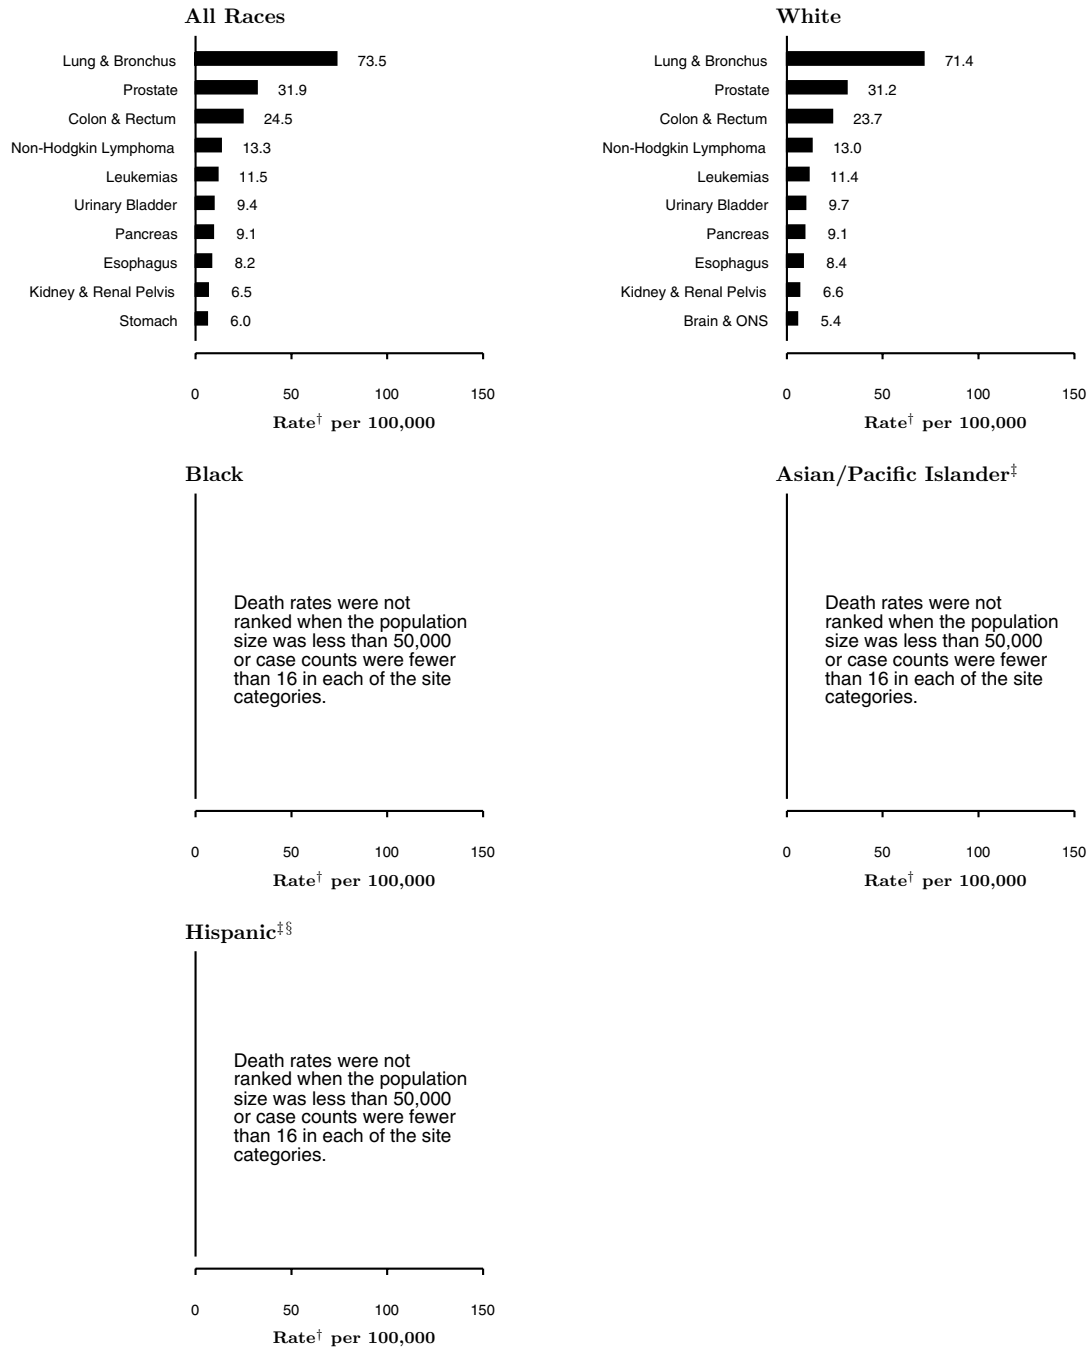 All Races
Lung & Bronchus 73.5
Prostate 31.9
Colon & Rectum 24.5
Non-Hodgkin Lymphoma 13.3
Leukemias 11.5
Urinary Bladder 9.4
Pancreas 9.1
Esophagus 8.2
Kidney & Renal Pelvis 6.5
Stomach 6.0
0 50 100 150
Rate† per 100,000
White
Lung & Bronchus 71.4
Prostate 31.2
Colon & Rectum 23.7
Non-Hodgkin Lymphoma 13.0
Leukemias 11.4
Urinary Bladder 9.7
Pancreas 9.1
Esophagus 8.4
Kidney & Renal Pelvis 6.6
Brain & ONS 5.4
0 50 100 150
Rate† per 100,000
Black
Death rates were not
ranked when the population
size was less than 50,000
or case counts were fewer
than 16 in each of the site
categories.
0 50 100 150
Rate† per 100,000
Asian/Pacific Islander‡
Death rates were not
ranked when the population
size was less than 50,000
or case counts were fewer
than 16 in each of the site
categories.
0 50 100 150
Rate† per 100,000
Hispanic‡§
Death rates were not
ranked when the population
size was less than 50,000
or case counts were fewer
than 16 in each of the site
categories.
0 50 100 150
Rate† per 100,000